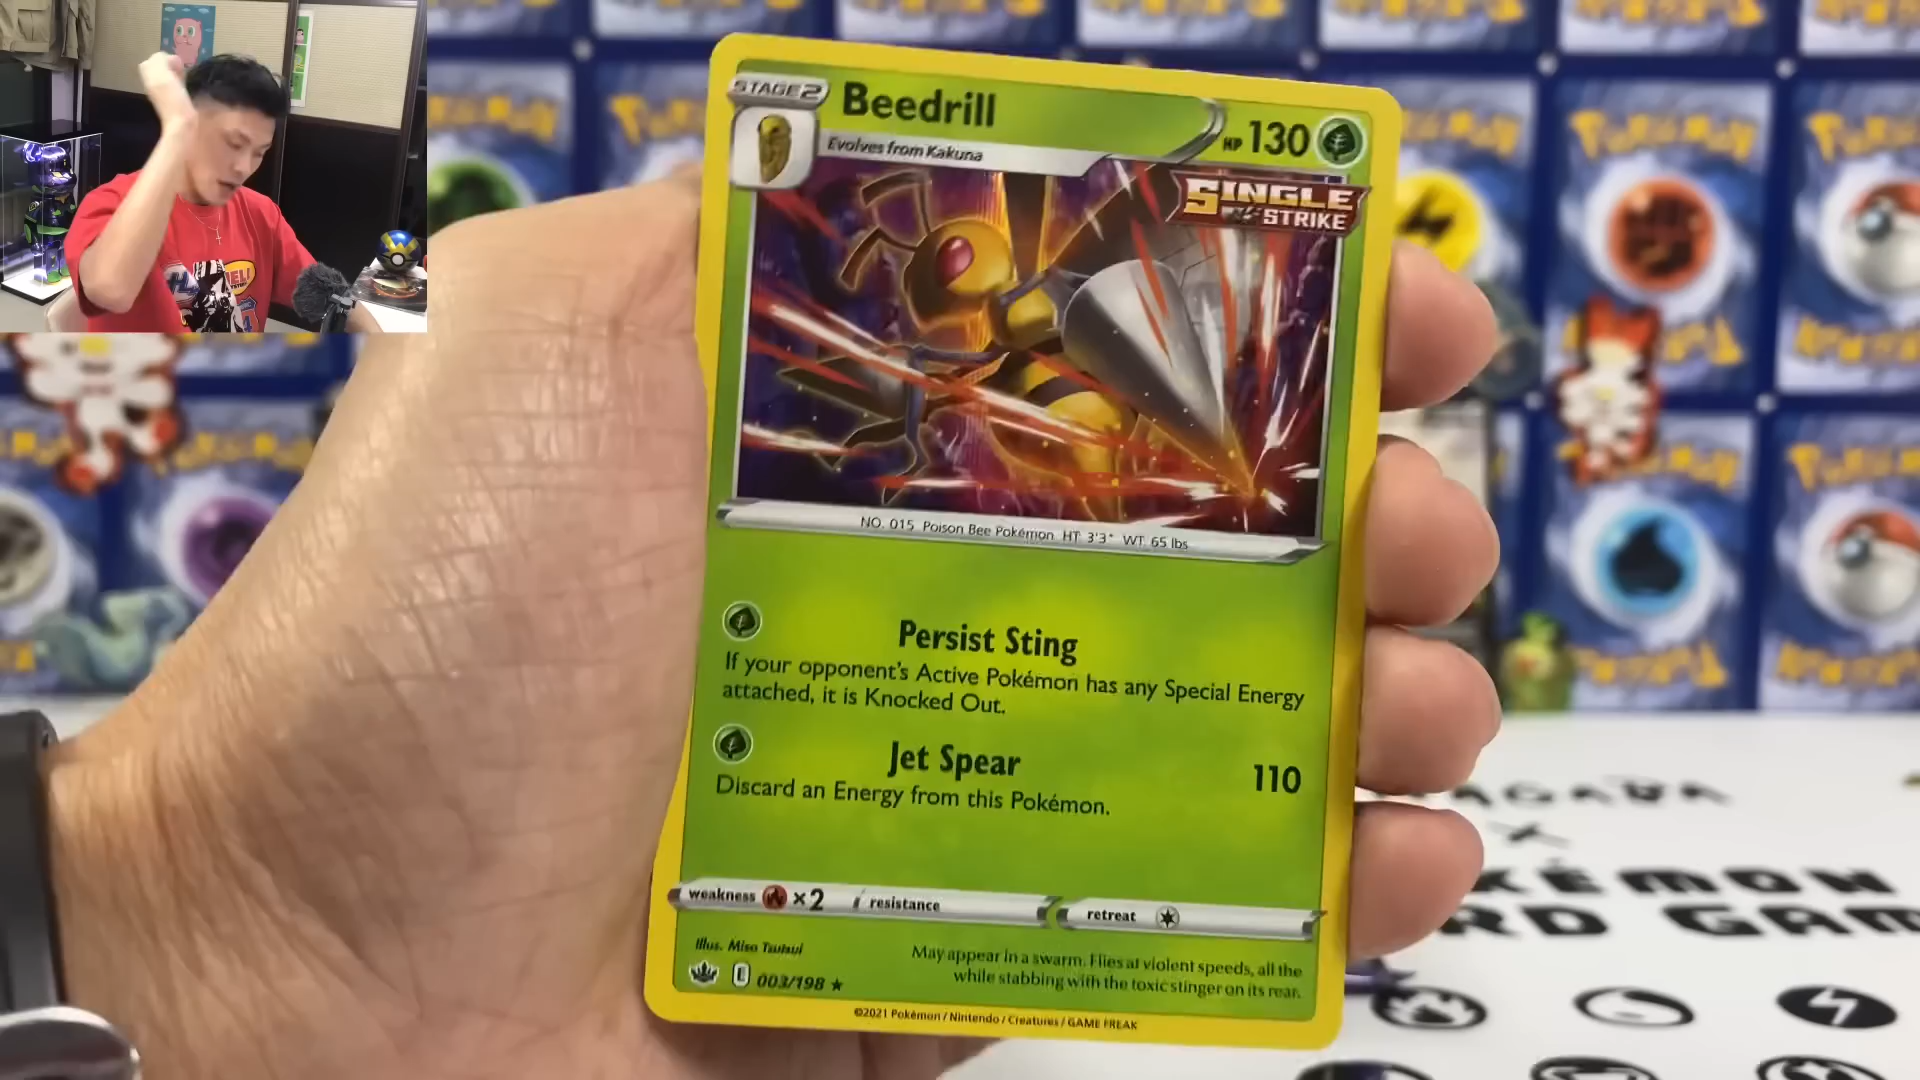 STAGE 2
Beedrill
HP 130
Evolves from Kakuna
SINGLE
STRIKE
NO. 015 Poison Bee Pokémon HT 3'3" WT 65 lbs
Persist Sting
If your opponent's Active Pokémon has any Special Energy
attached, it is Knocked Out.
Jet Spear 110
Discard an Energy from this Pokémon.
weakness ×2 resistance retreat
Illus. Miso Tsutsui
E 003/198 ★
May appear in a swarm. Flies at violent speeds, all the
while stabbing with the toxic stinger on its rear.
©2021 Pokémon / Nintendo / Creatures / GAME FREAK